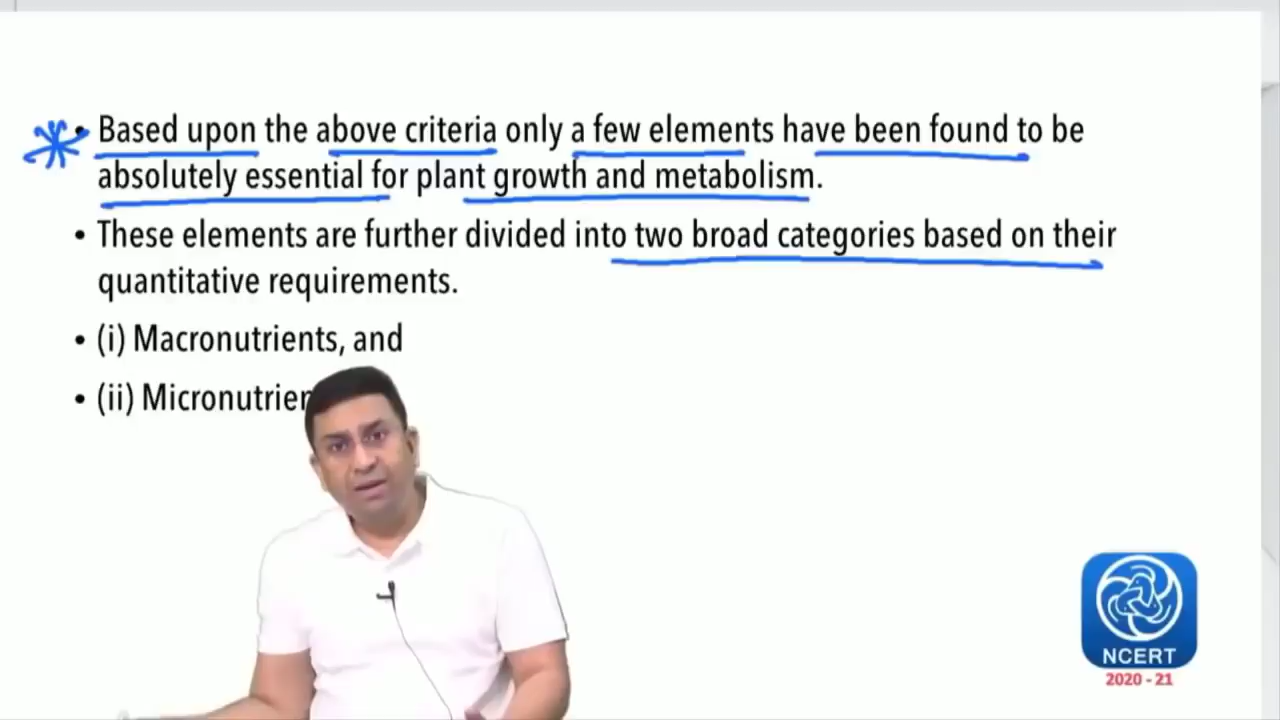 • Based upon the above criteria only a few elements have been found to be
absolutely essential for plant growth and metabolism.
• These elements are further divided into two broad categories based on their
quantitative requirements.
• (i) Macronutrients, and
• (ii) Micronutrien
NCERT
2020 - 21